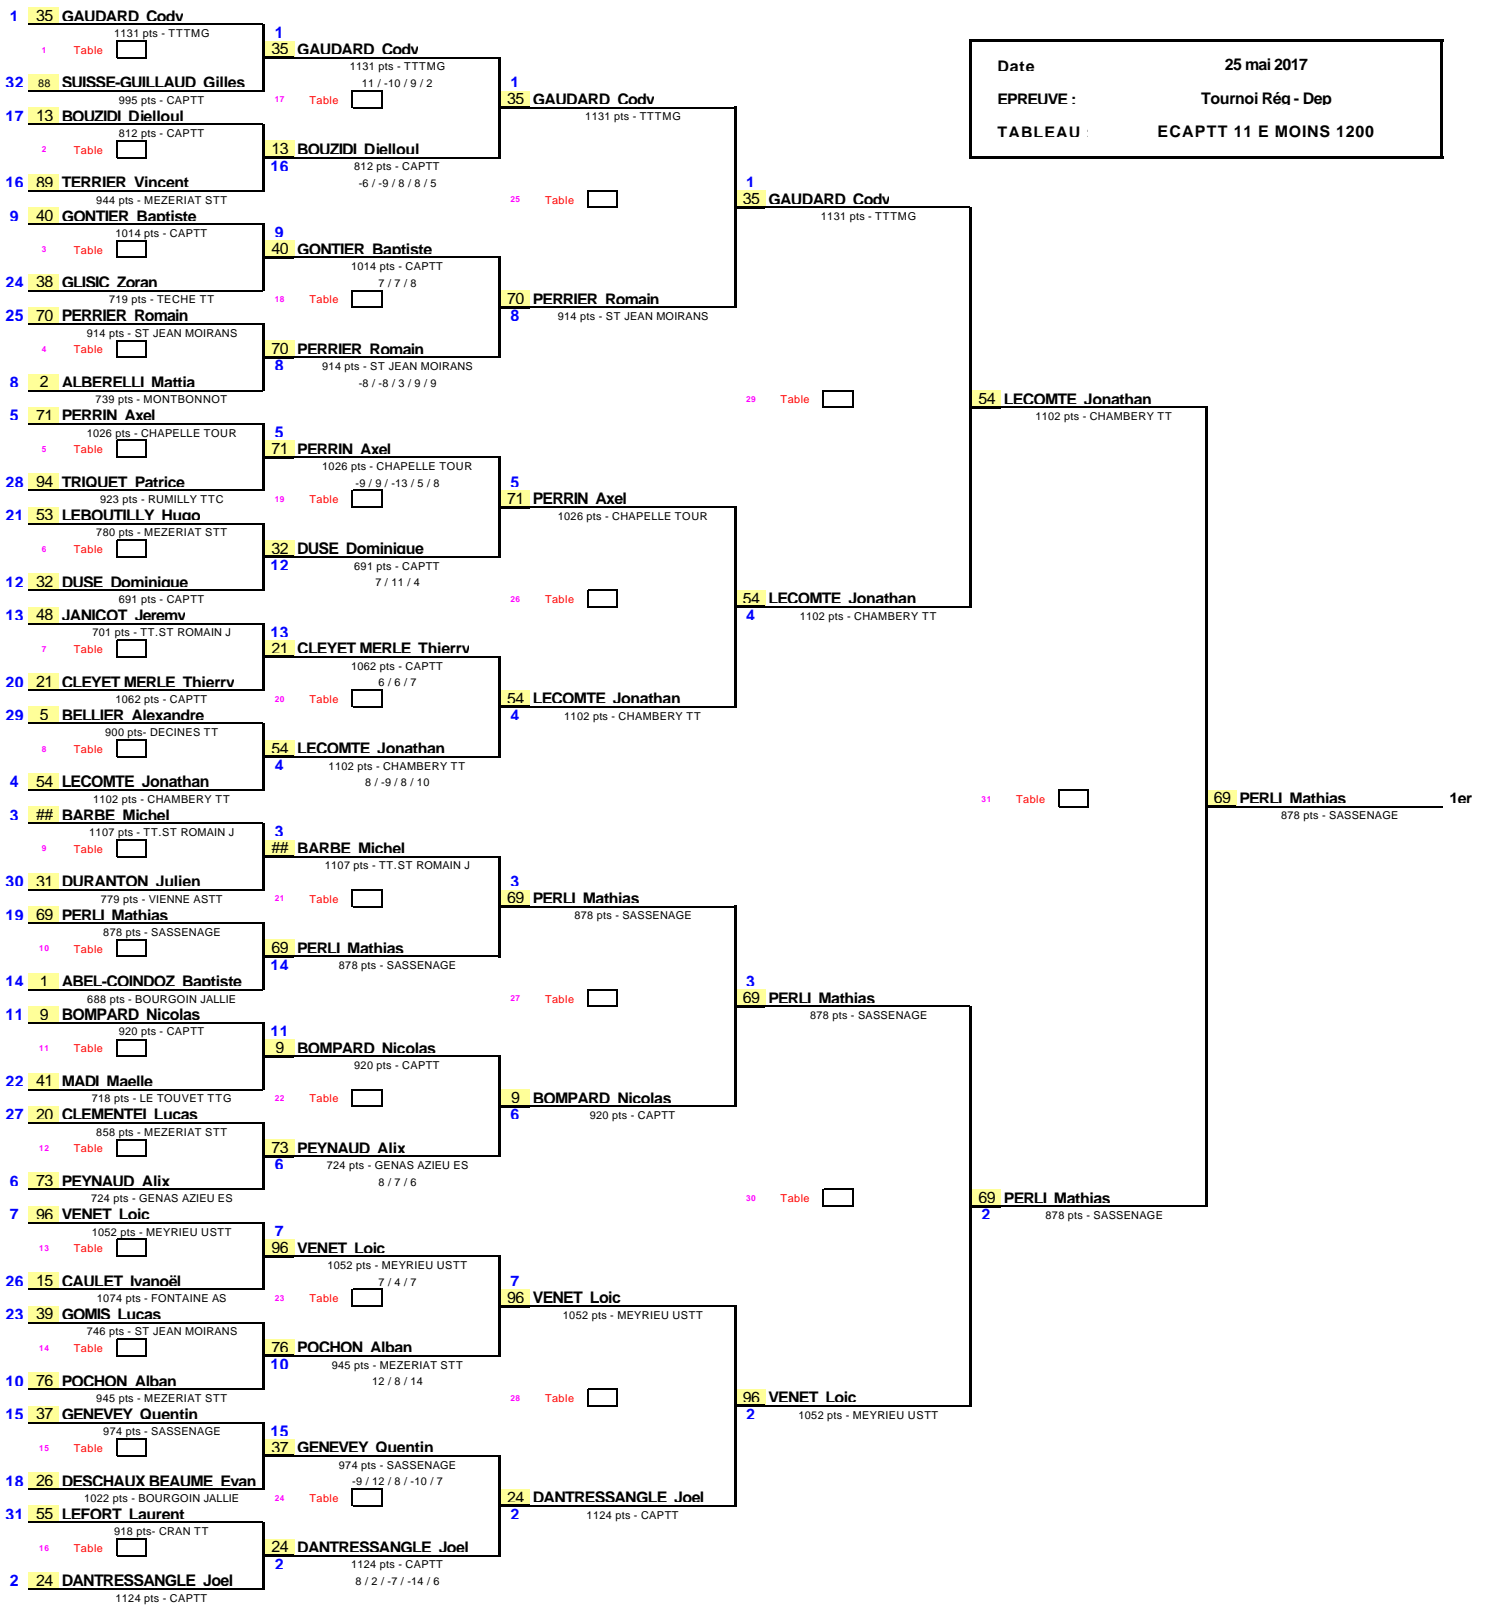 Date 25 mai 2017
EPREUVE : Tournoi Rég - Dep
TABLEAU : ECAPTT 11 E MOINS 1200
1 35 GAUDARD Cody
1131 pts - TTTMG
1 Table
32 88 SUISSE-GUILLAUD Gilles
995 pts - CAPTT
17 13 BOUZIDI Djelloul
812 pts - CAPTT
2 Table
16 89 TERRIER Vincent
944 pts - MEZERIAT STT
9 40 GONTIER Baptiste
1014 pts - CAPTT
3 Table
24 38 GLISIC Zoran
719 pts - TECHE TT
25 70 PERRIER Romain
914 pts - ST JEAN MOIRANS
4 Table
8 2 ALBERELLI Mattia
739 pts - MONTBONNOT
5 71 PERRIN Axel
1026 pts - CHAPELLE TOUR
5 Table
28 94 TRIQUET Patrice
923 pts - RUMILLY TTC
21 53 LEBOUTILLY Hugo
780 pts - MEZERIAT STT
6 Table
12 32 DUSE Dominique
691 pts - CAPTT
13 48 JANICOT Jeremy
701 pts - TT.ST ROMAIN J
7 Table
20 21 CLEYET MERLE Thierry
1062 pts - CAPTT
29 5 BELLIER Alexandre
900 pts- DECINES TT
8 Table
4 54 LECOMTE Jonathan
1102 pts - CHAMBERY TT
3 ## BARBE Michel
1107 pts - TT.ST ROMAIN J
9 Table
30 31 DURANTON Julien
779 pts - VIENNE ASTT
19 69 PERLI Mathias
878 pts - SASSENAGE
10 Table
14 1 ABEL-COINDOZ Baptiste
688 pts - BOURGOIN JALLIE
11 9 BOMPARD Nicolas
920 pts - CAPTT
11 Table
22 41 MADI Maelle
718 pts - LE TOUVET TTG
27 20 CLEMENTEI Lucas
858 pts - MEZERIAT STT
12 Table
6 73 PEYNAUD Alix
724 pts - GENAS AZIEU ES
7 96 VENET Loic
1052 pts - MEYRIEU USTT
13 Table
26 15 CAULET Ivanoël
1074 pts - FONTAINE AS
23 39 GOMIS Lucas
746 pts - ST JEAN MOIRANS
14 Table
10 76 POCHON Alban
945 pts - MEZERIAT STT
15 37 GENEVEY Quentin
974 pts - SASSENAGE
15 Table
18 26 DESCHAUX BEAUME Evan
1022 pts - BOURGOIN JALLIE
31 55 LEFORT Laurent
918 pts- CRAN TT
16 Table
2 24 DANTRESSANGLE Joel
1124 pts - CAPTT
1
35 GAUDARD Cody
1131 pts - TTTMG
11 / -10 / 9 / 2
17 Table
13 BOUZIDI Djelloul
16 812 pts - CAPTT
-6 / -9 / 8 / 8 / 5
9
40 GONTIER Baptiste
1014 pts - CAPTT
7 / 7 / 8
18 Table
70 PERRIER Romain
8 914 pts - ST JEAN MOIRANS
-8 / -8 / 3 / 9 / 9
5
71 PERRIN Axel
1026 pts - CHAPELLE TOUR
-9 / 9 / -13 / 5 / 8
19 Table
32 DUSE Dominique
12 691 pts - CAPTT
7 / 11 / 4
13
21 CLEYET MERLE Thierry
1062 pts - CAPTT
6 / 6 / 7
20 Table
54 LECOMTE Jonathan
4 1102 pts - CHAMBERY TT
8 / -9 / 8 / 10
3
## BARBE Michel
1107 pts - TT.ST ROMAIN J
21 Table
69 PERLI Mathias
14 878 pts - SASSENAGE
11
9 BOMPARD Nicolas
920 pts - CAPTT
22 Table
73 PEYNAUD Alix
6 724 pts - GENAS AZIEU ES
8 / 7 / 6
7
96 VENET Loic
1052 pts - MEYRIEU USTT
7 / 4 / 7
23 Table
76 POCHON Alban
10 945 pts - MEZERIAT STT
12 / 8 / 14
15
37 GENEVEY Quentin
974 pts - SASSENAGE
-9 / 12 / 8 / -10 / 7
24 Table
24 DANTRESSANGLE Joel
2 1124 pts - CAPTT
8 / 2 / -7 / -14 / 6
1
35 GAUDARD Cody
1131 pts - TTTMG
25 Table
70 PERRIER Romain
8 914 pts - ST JEAN MOIRANS
5
71 PERRIN Axel
1026 pts - CHAPELLE TOUR
26 Table
54 LECOMTE Jonathan
4 1102 pts - CHAMBERY TT
3
69 PERLI Mathias
878 pts - SASSENAGE
27 Table
9 BOMPARD Nicolas
6 920 pts - CAPTT
7
96 VENET Loic
1052 pts - MEYRIEU USTT
28 Table
24 DANTRESSANGLE Joel
2 1124 pts - CAPTT
1
35 GAUDARD Cody
1131 pts - TTTMG
29 Table
54 LECOMTE Jonathan
4 1102 pts - CHAMBERY TT
3
69 PERLI Mathias
878 pts - SASSENAGE
30 Table
96 VENET Loic
2 1052 pts - MEYRIEU USTT
54 LECOMTE Jonathan
1102 pts - CHAMBERY TT
31 Table
69 PERLI Mathias
2 878 pts - SASSENAGE
69 PERLI Mathias 1er
878 pts - SASSENAGE